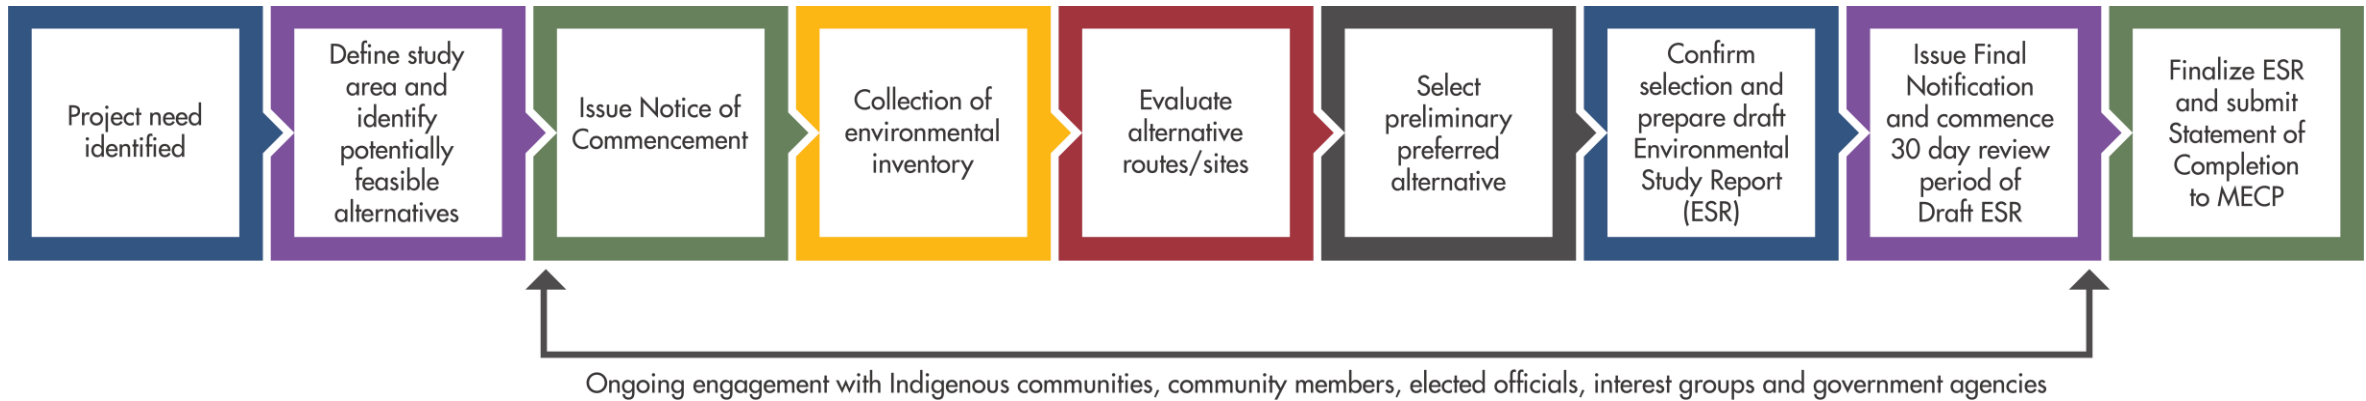 Project need
identified
Define study
area and
identify
potentially
feasible
alternatives
Issue Notice of
Commencement
Collection of
environmental
inventory
Evaluate
alternative
routes/sites
Select
preliminary
preferred
alternative
Confirm
selection and
prepare draft
Environmental
Study Report
(ESR)
Issue Final
Notification
and commence
30 day review
period of
Draft ESR
Finalize ESR
and submit
Statement of
Completion
to MECP
Ongoing engagement with Indigenous communities, community members, elected officials, interest groups and government agencies